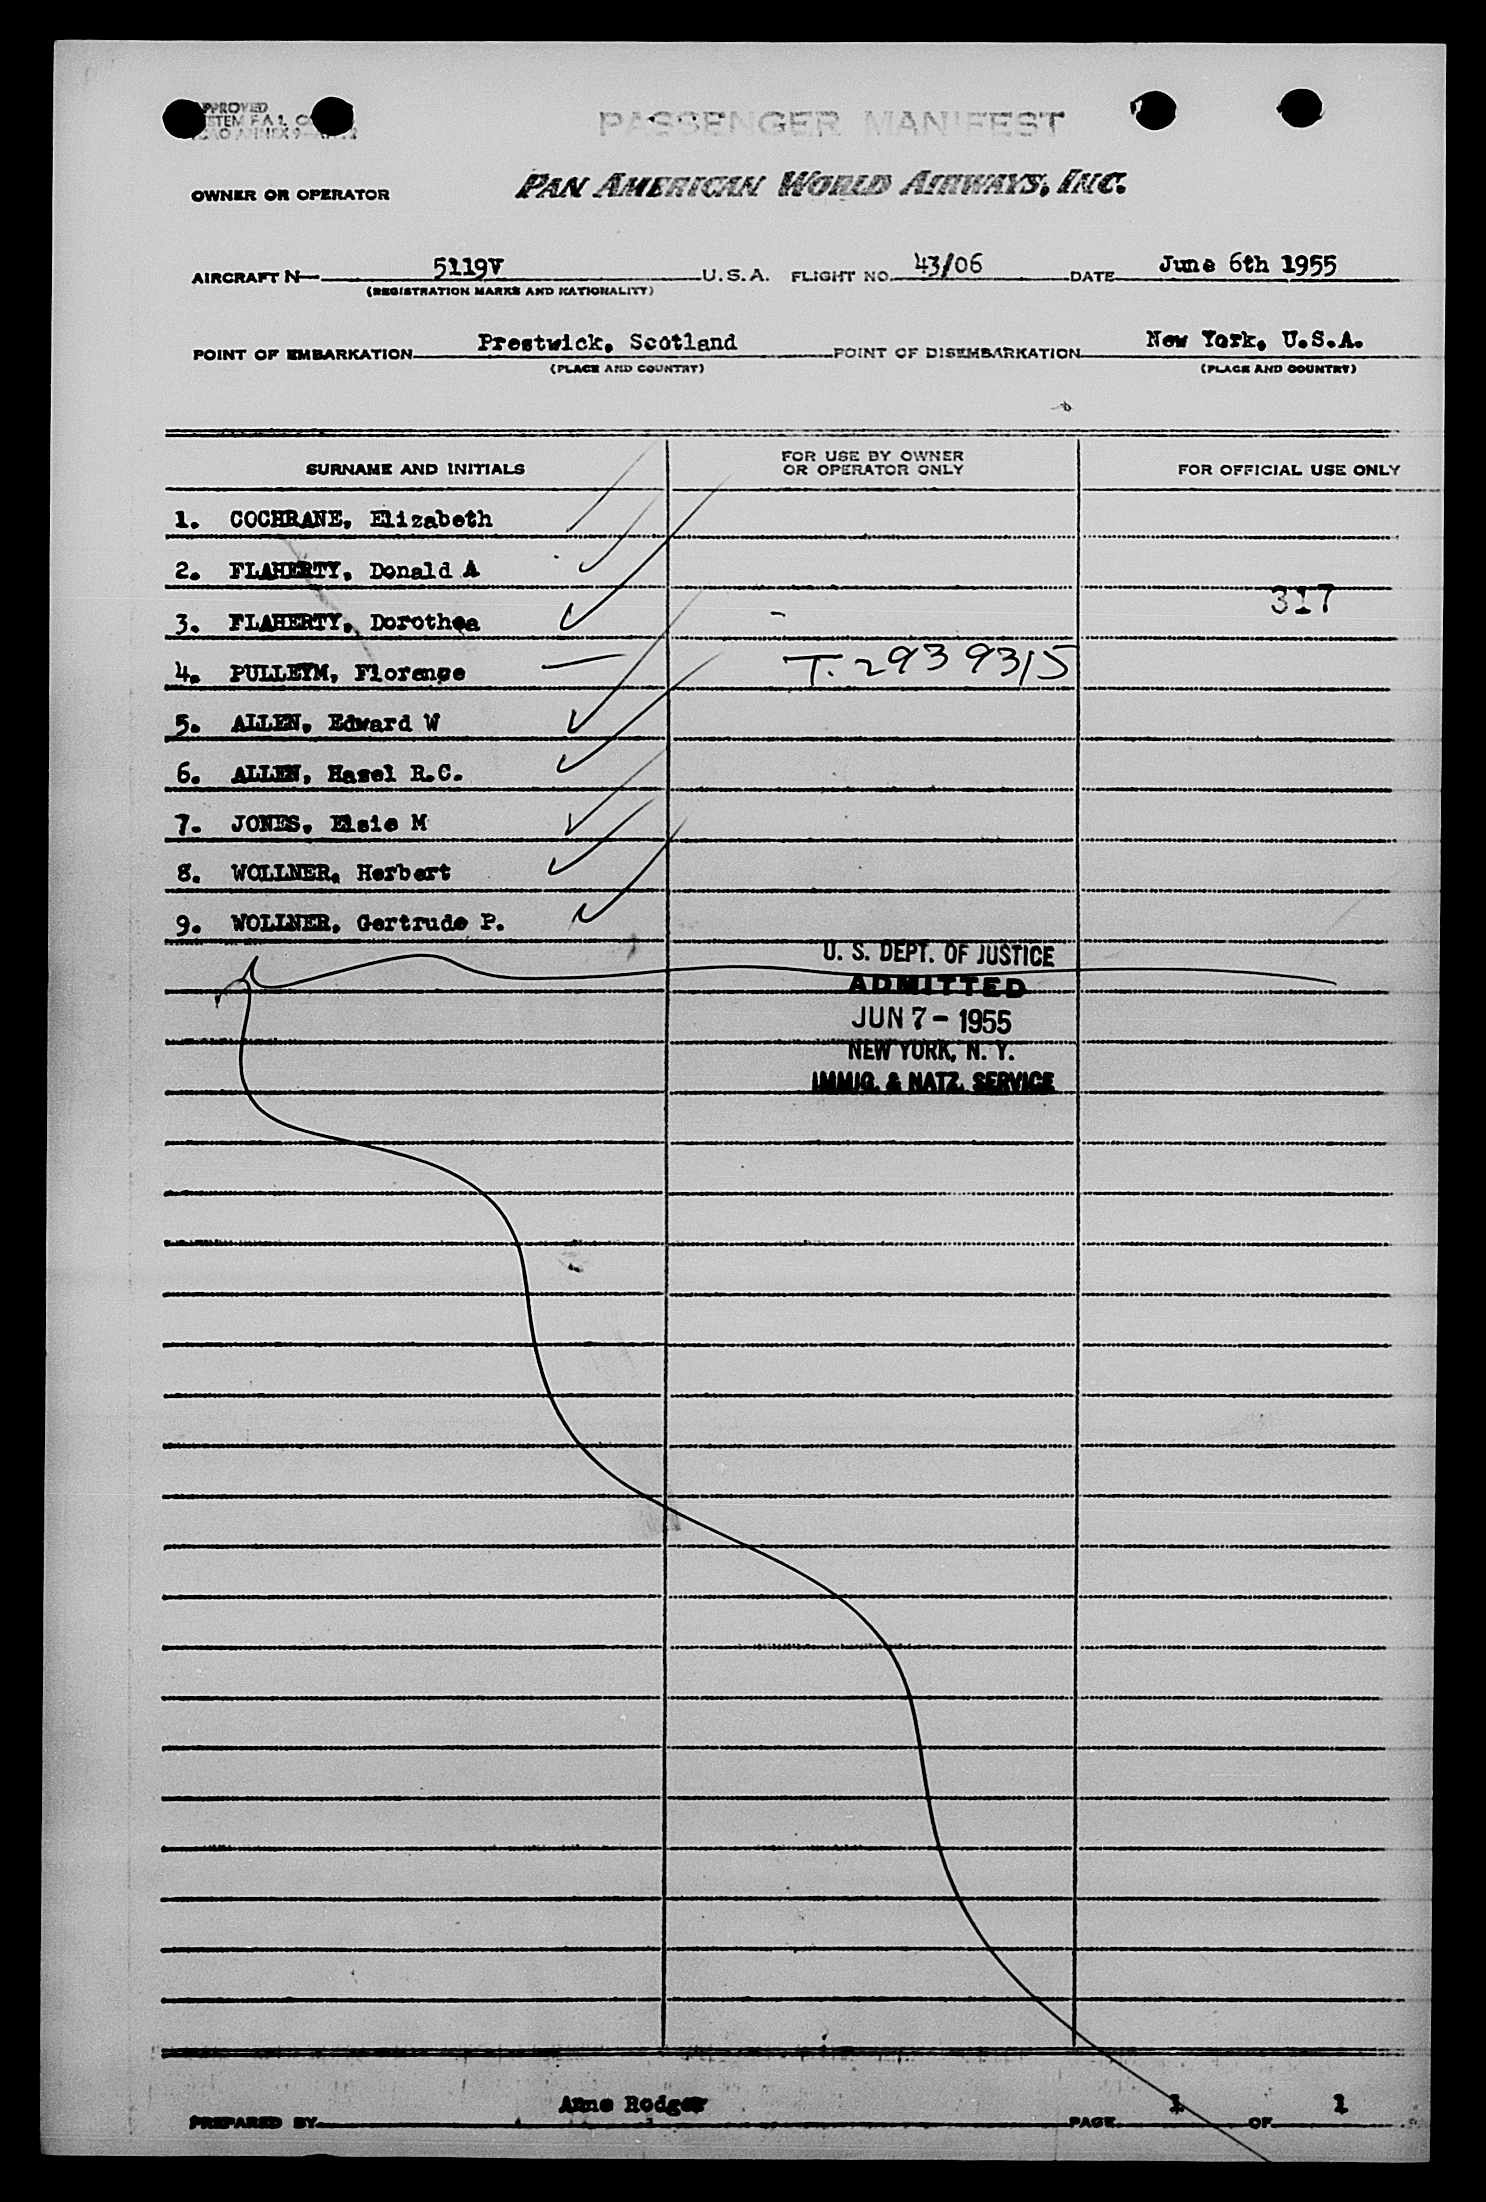 PASSENGER MANIFEST
OWNER OR OPERATOR PAN AMERICAN WORLD AIRWAYS, INC.
AIRCRAFT N— 5119V U.S.A. FLIGHT NO. 43/06 DATE June 6th 1955
(REGISTRATION MARKS AND NATIONALITY)
POINT OF EMBARKATION Prestwick, Scotland POINT OF DISEMBARKATION New York, U.S.A.
(PLACE AND COUNTRY) (PLACE AND COUNTRY)
SURNAME AND INITIALS FOR USE BY OWNER OR OPERATOR ONLY FOR OFFICIAL USE ONLY
1. COCHRANE, Elizabeth
2. FLAHERTY, Donald A
317
3. FLAHERTY, Dorothea
4. PULLEYM, Florence T. 2939315
5. ALLEN, Edward W
6. ALLEN, Hazel R.C.
7. JONES, Elsie M
8. WOLLNER, Herbert
9. WOLLNER, Gertrude P.
U. S. DEPT. OF JUSTICE
ADMITTED
JUN 7 - 1955
NEW YORK, N. Y.
IMMIG. & NATZ. SERVICE
PREPARED BY Anne Rodger PAGE 1 OF 1